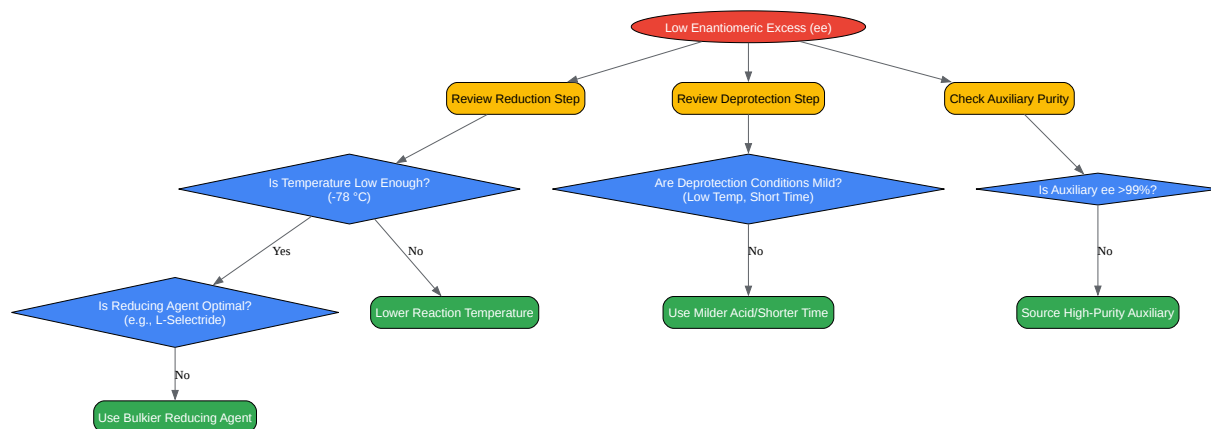 Low Enantiomeric Excess (ee)
Review Reduction Step
Review Deprotection Step
Check Auxiliary Purity
Is Temperature Low Enough?
(-78 °C)
Are Deprotection Conditions Mild?
(Low Temp, Short Time)
Is Auxiliary ee >99%?
Yes
No
No
No
Is Reducing Agent Optimal?
(e.g., L-Selectride)
Lower Reaction Temperature
Use Milder Acid/Shorter Time
Source High-Purity Auxiliary
No
Use Bulkier Reducing Agent